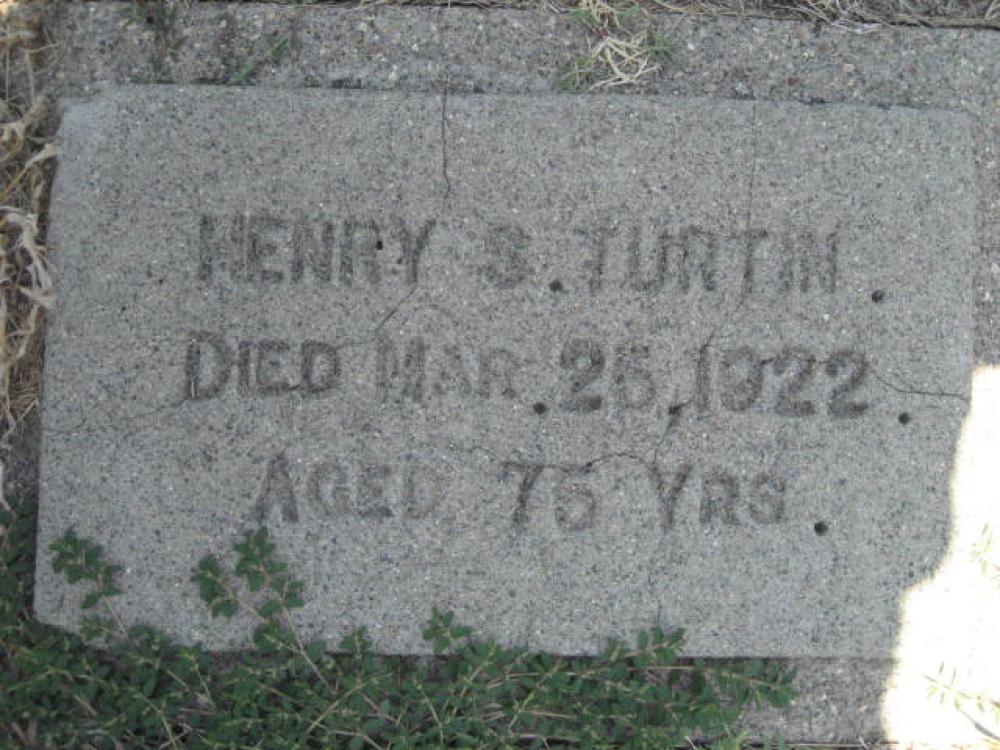 HENRY S. TURTIN.
DIED MAR. 26, 1922.
AGED 75 YRS.